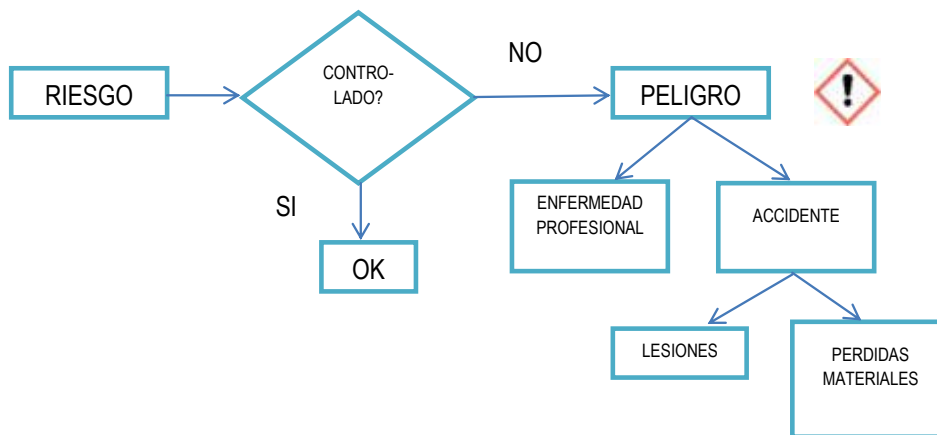 NO
CONTRO-
LADO?
RIESGO
PELIGRO
SI
OK
ENFERMEDAD
PROFESIONAL
ACCIDENTE
LESIONES
PERDIDAS
MATERIALES